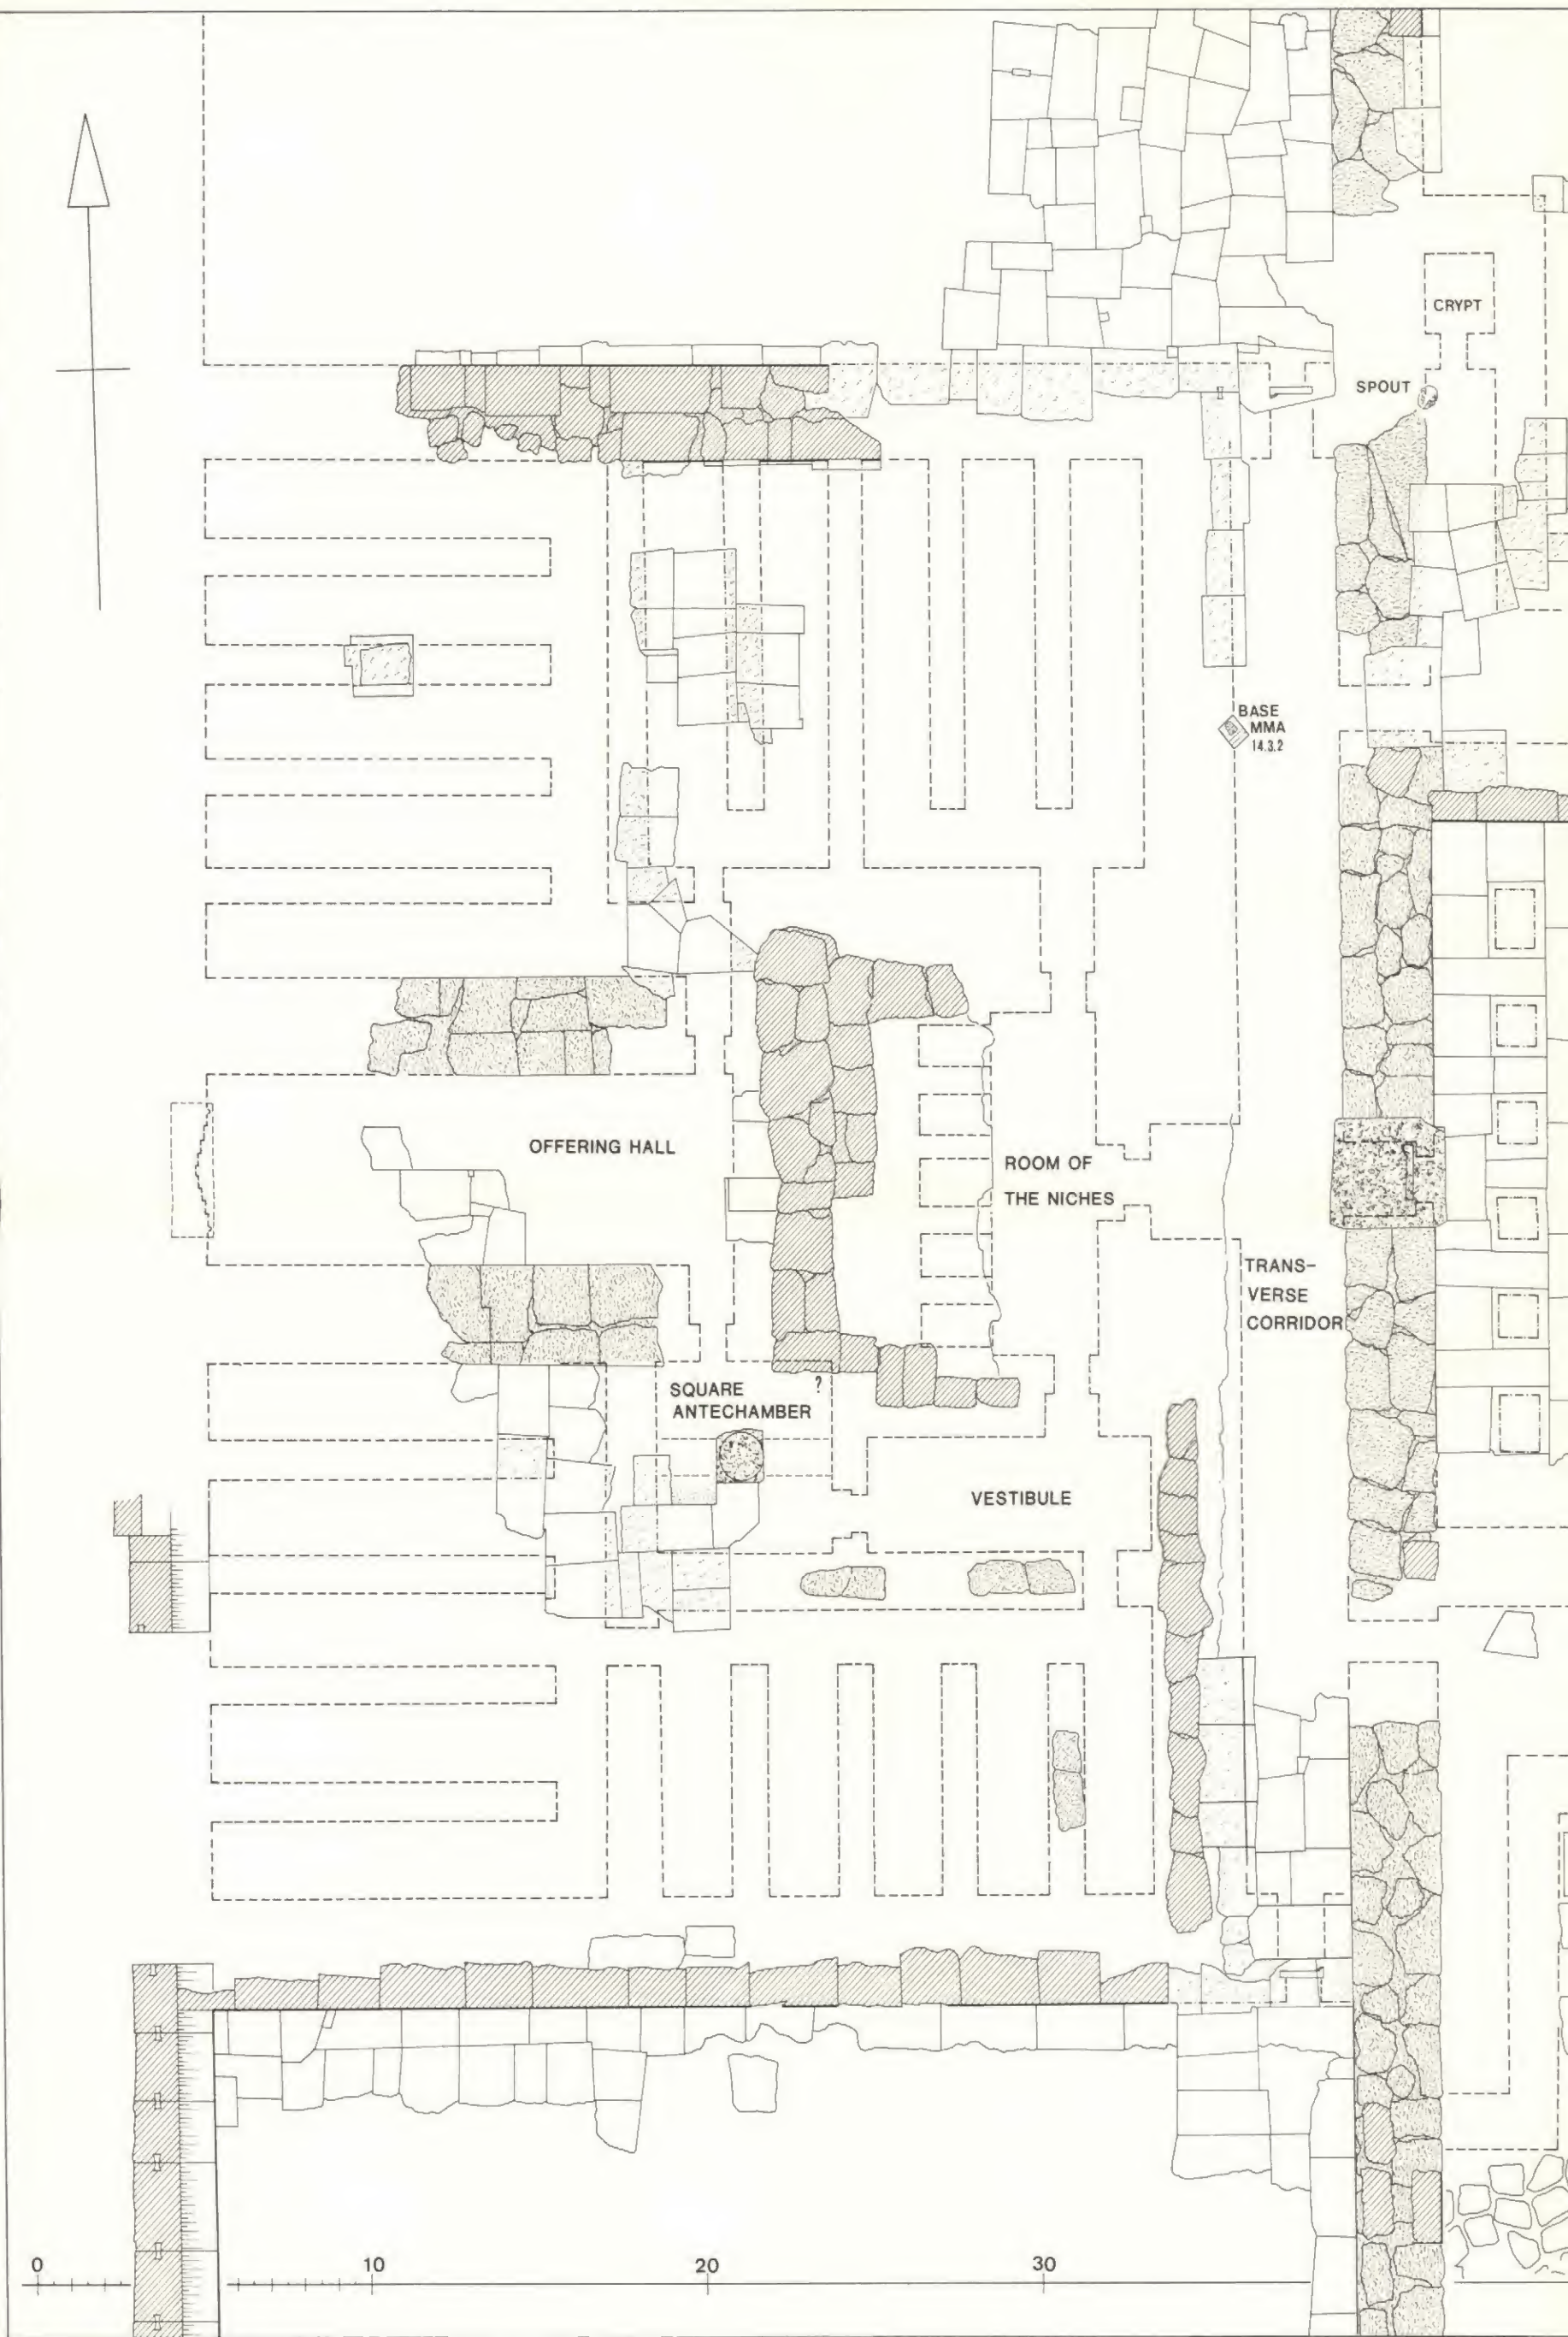 CRYPT
SPOUT
BASE
MMA
14.3.2
OFFERING HALL
ROOM OF
THE NICHES
TRANS-
VERSE
CORRIDOR
SQUARE
ANTECHAMBER
?
VESTIBULE
0 10 20 30